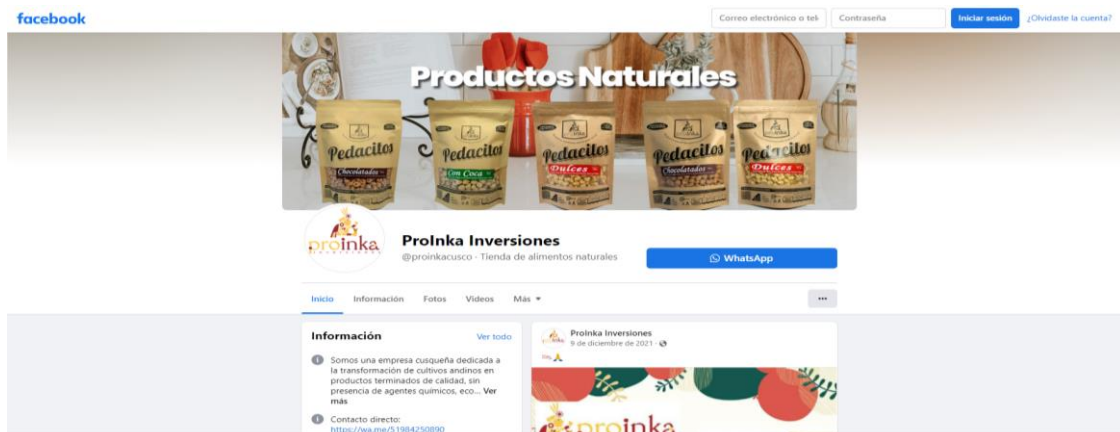 facebook
Correo electrónico o tel
Contraseña
Iniciar sesión
¿Olvidaste la cuenta?
Productos Naturales
Pedacitos
Chocolatados
Pedacitos
Con Coca
Pedacitos
Dulces
Pedacitos
Chocolatados
Pedacitos
Dulces
proinka
ProInka Inversiones
@proinkacusco · Tienda de alimentos naturales
WhatsApp
Inicio
Información
Fotos
Videos
Más
Información
Ver todo
Somos una empresa cusqueña dedicada a
la transformación de cultivos andinos en
productos terminados de calidad, sin
presencia de agentes químicos, eco... Ver
más
Contacto directo:
https://wa.me/51984250890
ProInka Inversiones
9 de diciembre de 2021 ·
proinka